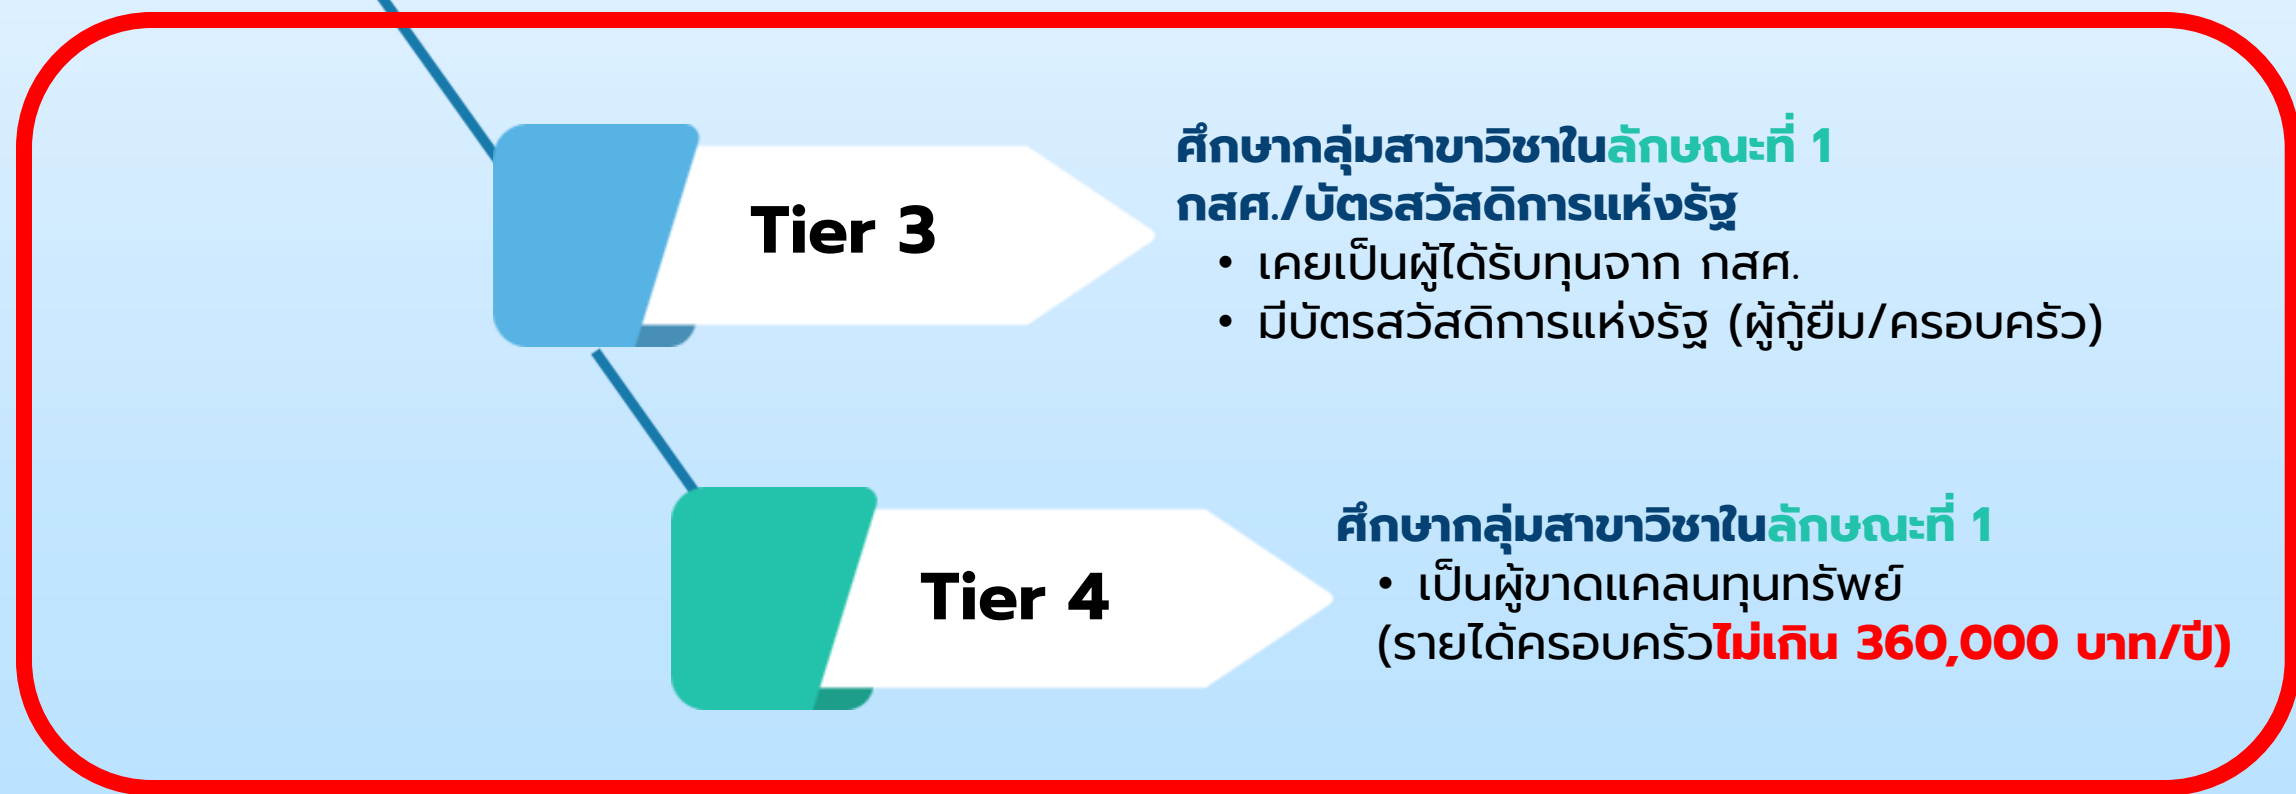 Tier 3
ศึกษากลุ่มสาขาวิชาในลักษณะที่ 1
กสศ./บัตรสวัสดิการแห่งรัฐ
• เคยเป็นผู้ได้รับทุนจาก กสศ.
• มีบัตรสวัสดิการแห่งรัฐ (ผู้กู้ยืม/ครอบครัว)
Tier 4
ศึกษากลุ่มสาขาวิชาในลักษณะที่ 1
• เป็นผู้ขาดแคลนทุนทรัพย์
(รายได้ครอบครัวไม่เกิน 360,000 บาท/ปี)